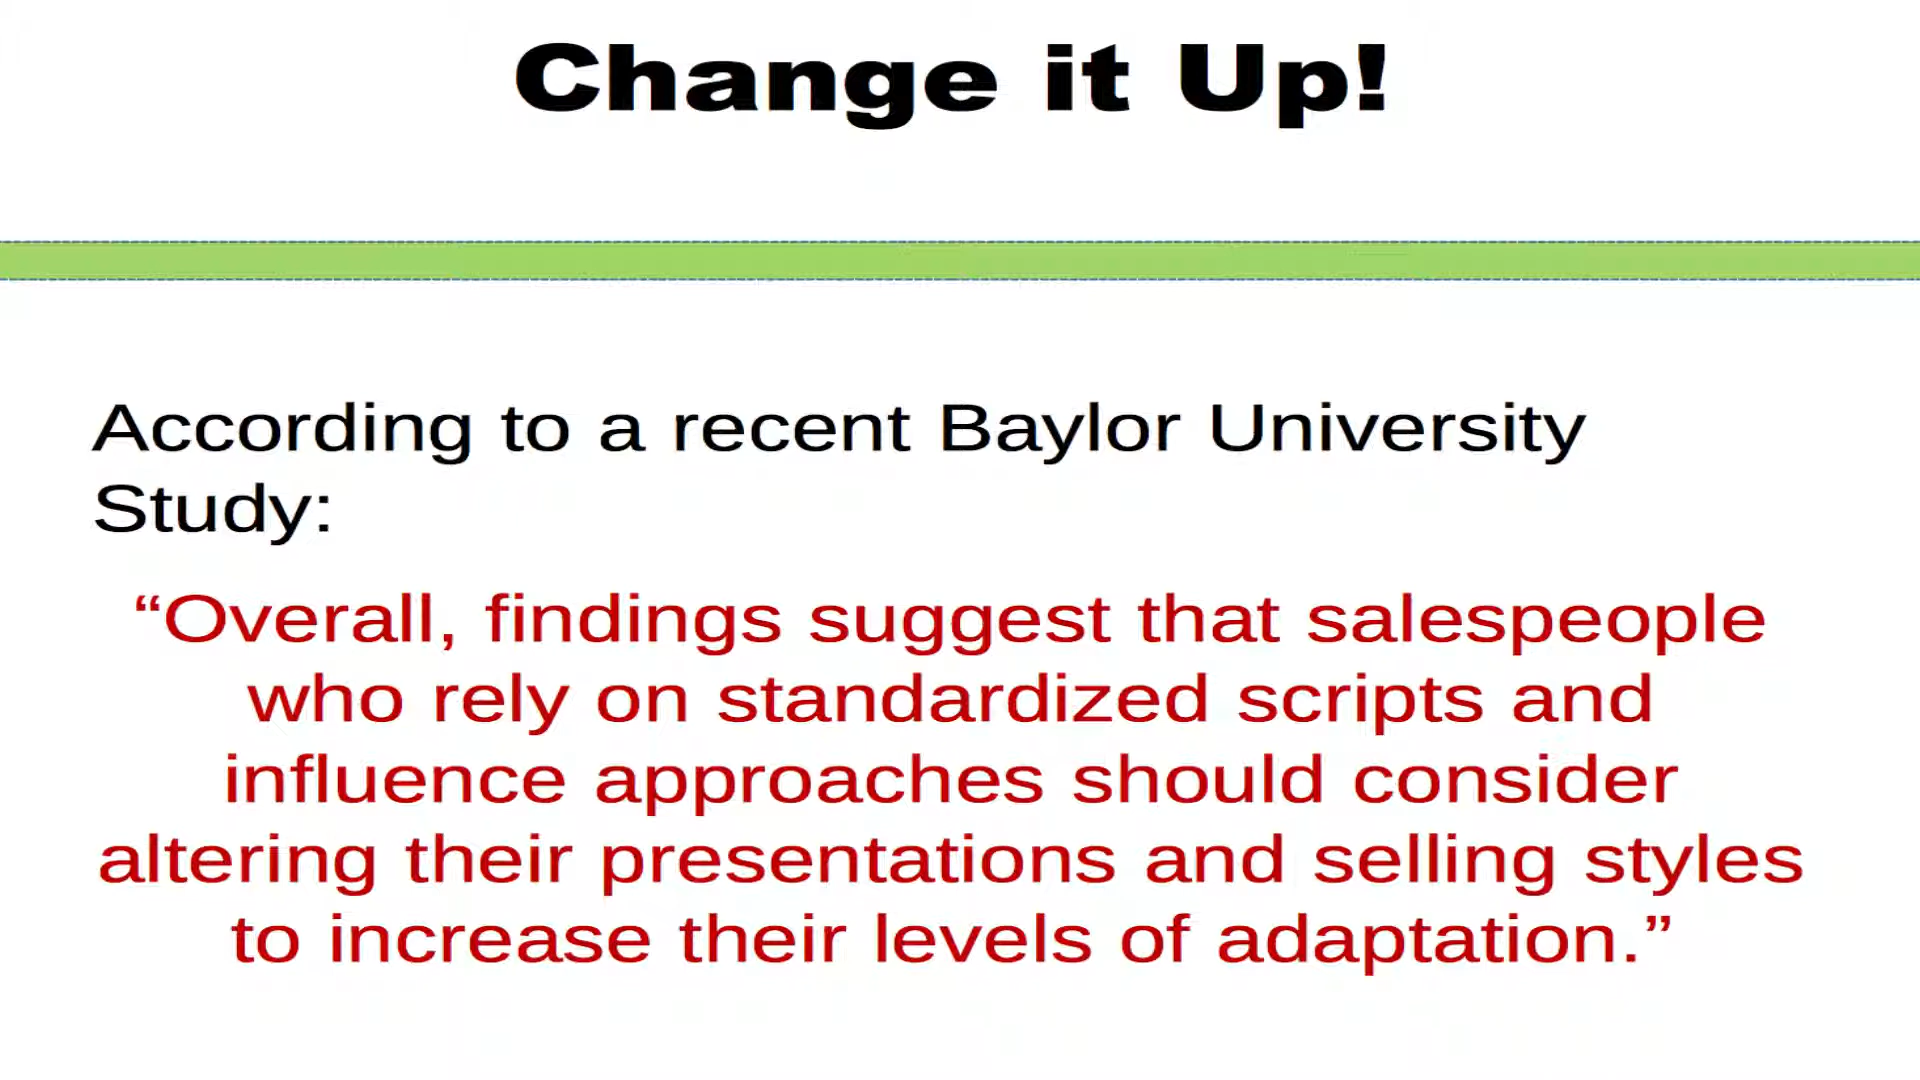 Change it Up!
According to a recent Baylor University
Study:
“Overall, findings suggest that salespeople
who rely on standardized scripts and
influence approaches should consider
altering their presentations and selling styles
to increase their levels of adaptation.”